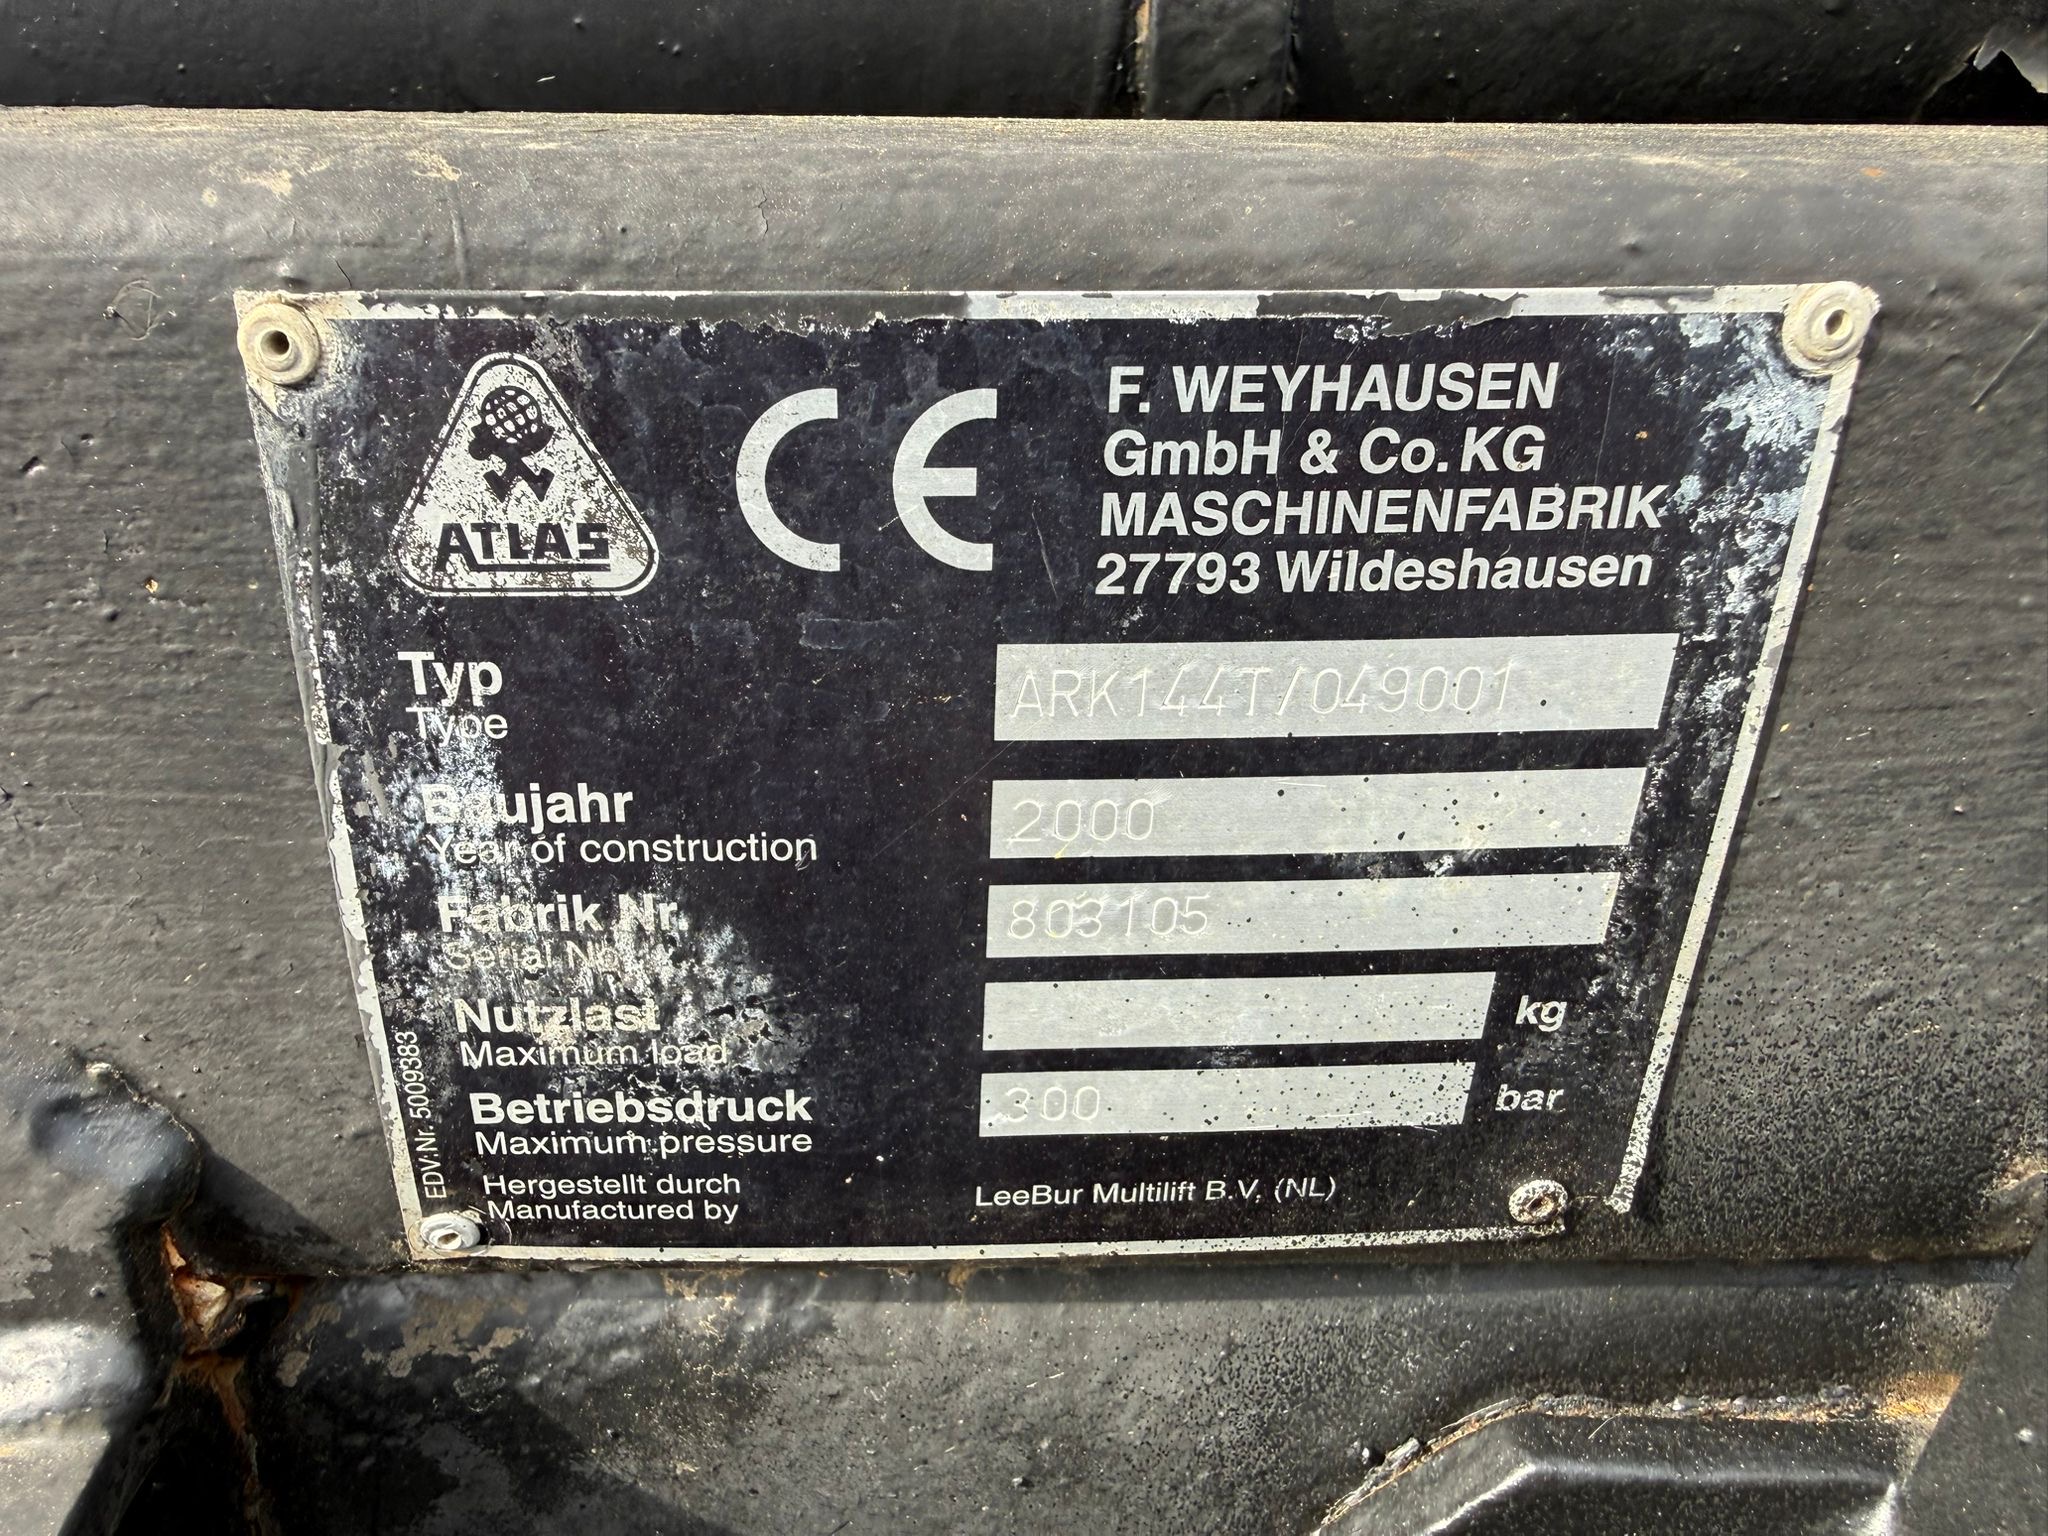 ATLAS
CE
F. WEYHAUSEN
GmbH & Co. KG
MASCHINENFABRIK
27793 Wildeshausen
Typ
Type
ARK144T/049001
Baujahr
Year of construction
2000
Fabrik Nr.
Serial No.
803105
Nutzlast
Maximum load
kg
Betriebsdruck
Maximum pressure
300
bar
Hergestellt durch
Manufactured by
LeeBur Multilift B.V. (NL)
EDV.Nr. 5009383